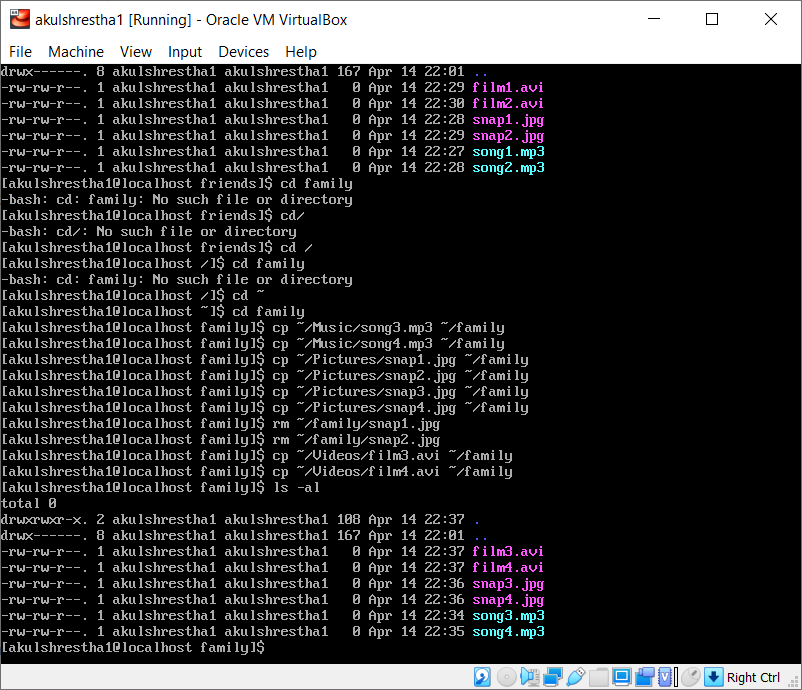 akulshrestha1 [Running] - Oracle VM VirtualBox
File Machine View Input Devices Help
drwx------. 8 akulshrestha1 akulshrestha1 167 Apr 14 22:01 ..
-rw-rw-r--. 1 akulshrestha1 akulshrestha1   0 Apr 14 22:29 film1.avi
-rw-rw-r--. 1 akulshrestha1 akulshrestha1   0 Apr 14 22:30 film2.avi
-rw-rw-r--. 1 akulshrestha1 akulshrestha1   0 Apr 14 22:28 snap1.jpg
-rw-rw-r--. 1 akulshrestha1 akulshrestha1   0 Apr 14 22:29 snap2.jpg
-rw-rw-r--. 1 akulshrestha1 akulshrestha1   0 Apr 14 22:27 song1.mp3
-rw-rw-r--. 1 akulshrestha1 akulshrestha1   0 Apr 14 22:28 song2.mp3
[akulshrestha1@localhost friends]$ cd family
-bash: cd: family: No such file or directory
[akulshrestha1@localhost friends]$ cd/
-bash: cd/: No such file or directory
[akulshrestha1@localhost friends]$ cd /
[akulshrestha1@localhost /]$ cd family
-bash: cd: family: No such file or directory
[akulshrestha1@localhost /]$ cd ~
[akulshrestha1@localhost ~]$ cd family
[akulshrestha1@localhost family]$ cp ~/Music/song3.mp3 ~/family
[akulshrestha1@localhost family]$ cp ~/Music/song4.mp3 ~/family
[akulshrestha1@localhost family]$ cp ~/Pictures/snap1.jpg ~/family
[akulshrestha1@localhost family]$ cp ~/Pictures/snap2.jpg ~/family
[akulshrestha1@localhost family]$ cp ~/Pictures/snap3.jpg ~/family
[akulshrestha1@localhost family]$ cp ~/Pictures/snap4.jpg ~/family
[akulshrestha1@localhost family]$ rm ~/family/snap1.jpg
[akulshrestha1@localhost family]$ rm ~/family/snap2.jpg
[akulshrestha1@localhost family]$ cp ~/Videos/film3.avi ~/family
[akulshrestha1@localhost family]$ cp ~/Videos/film4.avi ~/family
[akulshrestha1@localhost family]$ ls -al
total 0
drwxrwxr-x. 2 akulshrestha1 akulshrestha1 108 Apr 14 22:37 .
drwx------. 8 akulshrestha1 akulshrestha1 167 Apr 14 22:01 ..
-rw-rw-r--. 1 akulshrestha1 akulshrestha1   0 Apr 14 22:37 film3.avi
-rw-rw-r--. 1 akulshrestha1 akulshrestha1   0 Apr 14 22:37 film4.avi
-rw-rw-r--. 1 akulshrestha1 akulshrestha1   0 Apr 14 22:36 snap3.jpg
-rw-rw-r--. 1 akulshrestha1 akulshrestha1   0 Apr 14 22:36 snap4.jpg
-rw-rw-r--. 1 akulshrestha1 akulshrestha1   0 Apr 14 22:34 song3.mp3
-rw-rw-r--. 1 akulshrestha1 akulshrestha1   0 Apr 14 22:35 song4.mp3
[akulshrestha1@localhost family]$
Right Ctrl